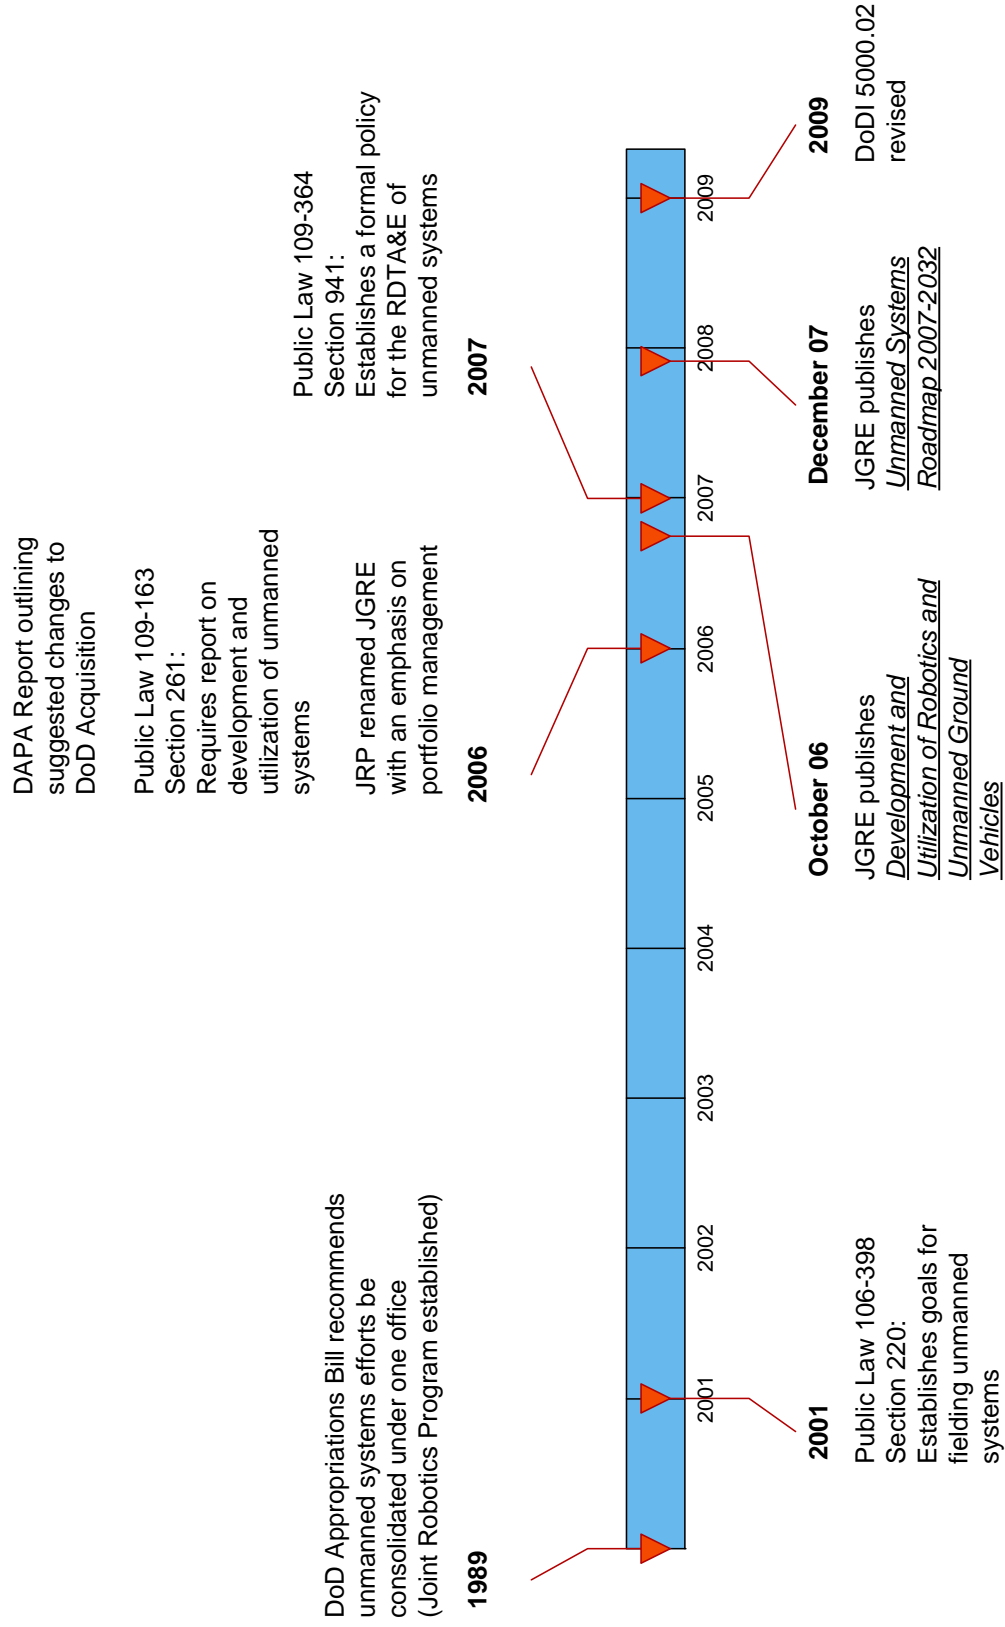 DoD Appropriations Bill recommends
unmanned systems efforts be
consolidated under one office
(Joint Robotics Program established)
1989
DAPA Report outlining
suggested changes to
DoD Acquisition
Public Law 109-163
Section 261:
Requires report on
development and
utilization of unmanned
systems
JRP renamed JGRE
with an emphasis on
portfolio management
2006
Public Law 109-364
Section 941:
Establishes a formal policy
for the RDTA&E of
unmanned systems
2007
2001
2002
2003
2004
2005
2006
2007
2008
2009
2001
Public Law 106-398
Section 220:
Establishes goals for
fielding unmanned
systems
October 06
JGRE publishes
Development and
Utilization of Robotics and
Unmanned Ground
Vehicles
December 07
JGRE publishes
Unmanned Systems
Roadmap 2007-2032
2009
DoDI 5000.02
revised